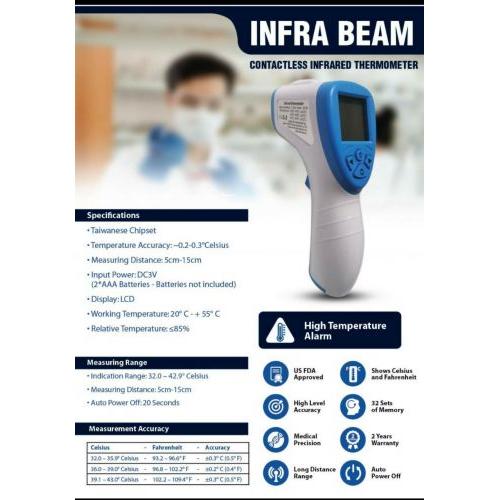 INFRA BEAM
CONTACTLESS INFRARED THERMOMETER
Specifications
• Taiwanese Chipset
• Temperature Accuracy: ~0.2-0.3°Celsius
• Measuring Distance: 5cm-15cm
• Input Power: DC3V
(2*AAA Batteries - Batteries not included)
• Display: LCD
• Working Temperature: 20° C - + 55° C
• Relative Temperature: ≤85%
High Temperature
Alarm
Measuring Range
• Indication Range: 32.0 – 42.9° Celsius
• Measuring Distance: 5cm-15cm
• Auto Power Off: 20 Seconds
US FDA
Approved
Shows Celsius
and Fahrenheit
High Level
Accuracy
32 Sets
of Memory
Medical
Precision
2 Years
Warranty
Long Distance
Range
Auto
Power Off
Measurement Accuracy
Celsius - Fahrenheit - Accuracy
32.0 – 35.9° Celsius - 93.2 – 96.6° F - ±0.3° C (0.5° F)
36.0 – 39.0° Celsius - 96.8 – 102.2° F - ±0.2° C (0.4° F)
39.1 – 43.0° Celsius - 102.2 – 109.4° F - ±0.3° C (0.5° F)